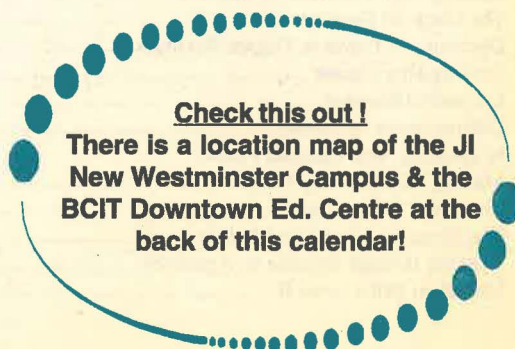 Check this out !
There is a location map of the JI
New Westminster Campus & the
BCIT Downtown Ed. Centre at the
back of this calendar!